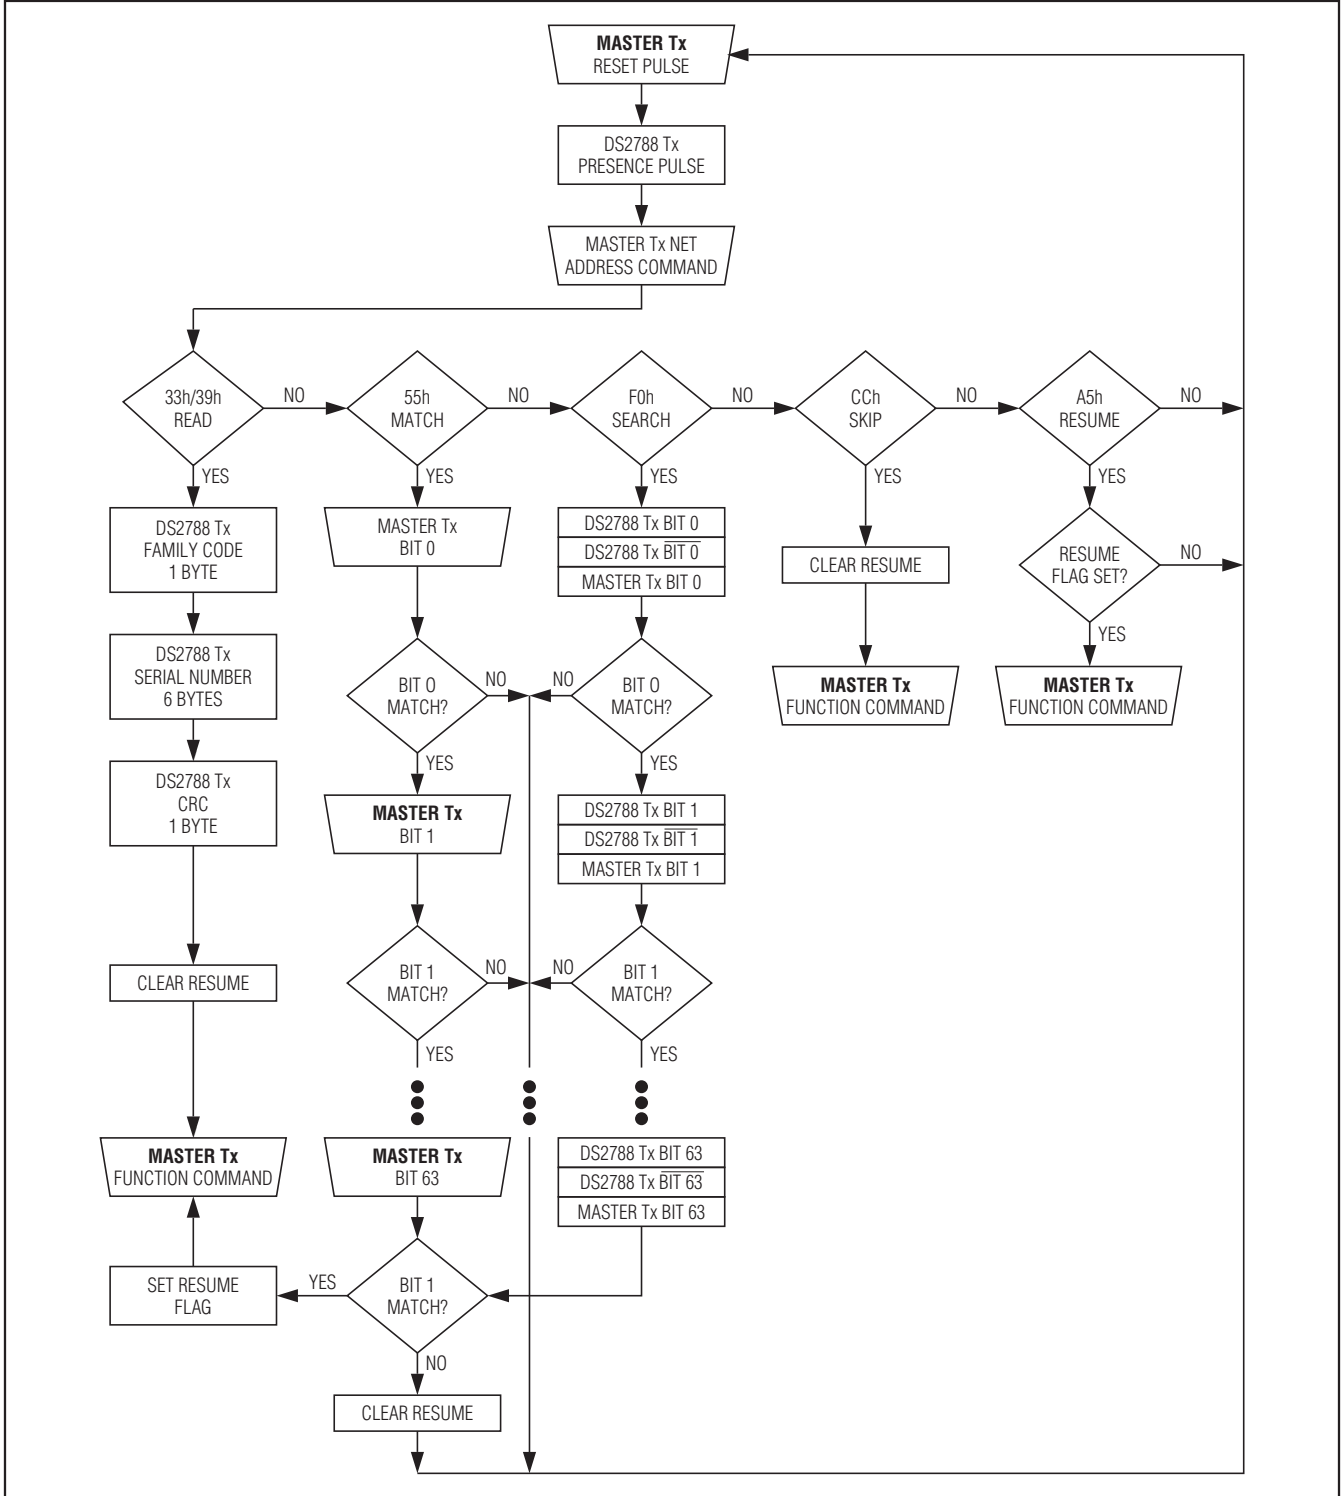 MASTER Tx
RESET PULSE
DS2788 Tx
PRESENCE PULSE
MASTER Tx NET
ADDRESS COMMAND
33h/39h
READ
NO
55h
MATCH
NO
F0h
SEARCH
NO
CCh
SKIP
NO
A5h
RESUME
NO
YES
YES
YES
YES
YES
DS2788 Tx
FAMILY CODE
1 BYTE
MASTER Tx
BIT 0
DS2788 Tx BIT 0
DS2788 Tx BIT 0
MASTER Tx BIT 0
CLEAR RESUME
RESUME
FLAG SET?
NO
YES
DS2788 Tx
SERIAL NUMBER
6 BYTES
BIT O
MATCH?
NO
NO
BIT O
MATCH?
MASTER Tx
FUNCTION COMMAND
MASTER Tx
FUNCTION COMMAND
YES
YES
DS2788 Tx
CRC
1 BYTE
MASTER Tx
BIT 1
DS2788 Tx BIT 1
DS2788 Tx BIT 1
MASTER Tx BIT 1
CLEAR RESUME
BIT 1
MATCH?
NO
NO
BIT 1
MATCH?
YES
YES
MASTER Tx
FUNCTION COMMAND
MASTER Tx
BIT 63
DS2788 Tx BIT 63
DS2788 Tx BIT 63
MASTER Tx BIT 63
SET RESUME
FLAG
YES
BIT 1
MATCH?
NO
CLEAR RESUME